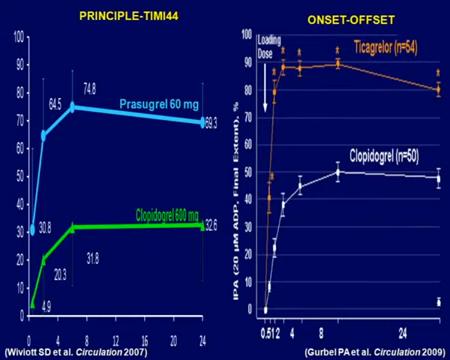 PRINCIPLE-TIMI44
100
90
80
70
60
50
40
30
20
10
0
0 4 8 12 16 20 24
64.5
74.8
Prasugrel 60 mg
69.3
30.8
Clopidogrel 600 mg
32.6
31.8
20.3
4.9
(Wiviott SD et al. Circulation 2007)
ONSET-OFFSET
IPA (20 µM ADP, Final Extent), %
100
90
80
70
60
50
40
30
20
10
0
Loading
Dose
Ticagrelor (n=54)
* * * * * * *
Clopidogrel (n=50)
0 .5 1 2 4 8 24
(Gurbel PA et al. Circulation 2009)